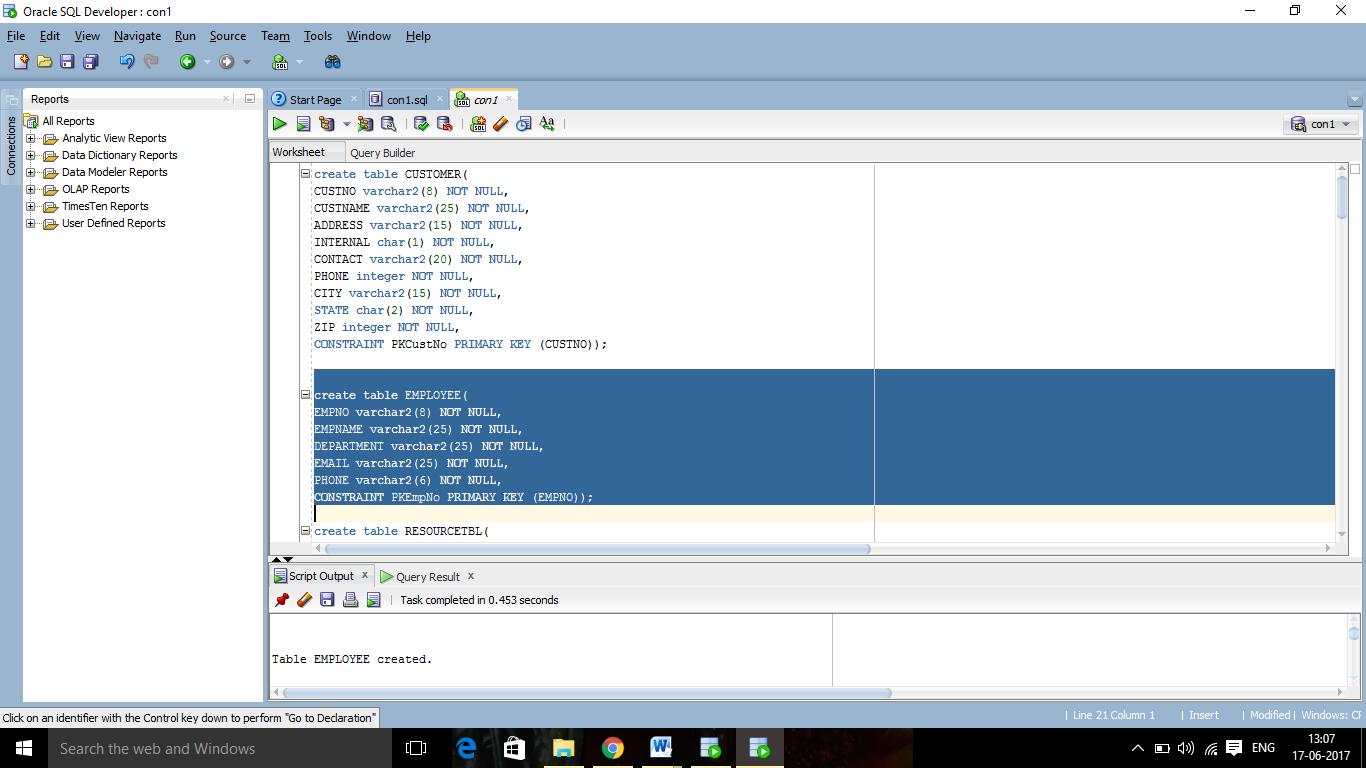 Oracle SQL Developer : con1
File Edit View Navigate Run Source Team Tools Window Help
Reports
Connections
All Reports
Analytic View Reports
Data Dictionary Reports
Data Modeler Reports
OLAP Reports
TimesTen Reports
User Defined Reports
Start Page con1.sql con1
con1
Worksheet Query Builder
create table CUSTOMER(
CUSTNO varchar2(8) NOT NULL,
CUSTNAME varchar2(25) NOT NULL,
ADDRESS varchar2(15) NOT NULL,
INTERNAL char(1) NOT NULL,
CONTACT varchar2(20) NOT NULL,
PHONE integer NOT NULL,
CITY varchar2(15) NOT NULL,
STATE char(2) NOT NULL,
ZIP integer NOT NULL,
CONSTRAINT PKCustNo PRIMARY KEY (CUSTNO));
create table EMPLOYEE(
EMPNO varchar2(8) NOT NULL,
EMPNAME varchar2(25) NOT NULL,
DEPARTMENT varchar2(25) NOT NULL,
EMAIL varchar2(25) NOT NULL,
PHONE varchar2(6) NOT NULL,
CONSTRAINT PKEmpNo PRIMARY KEY (EMPNO));
create table RESOURCETBL(
Script Output x Query Result x
Task completed in 0.453 seconds
Table EMPLOYEE created.
Click on an identifier with the Control key down to perform "Go to Declaration"
Line 21 Column 1 Insert Modified Windows: CF
Search the web and Windows
ENG
13:07
17-06-2017